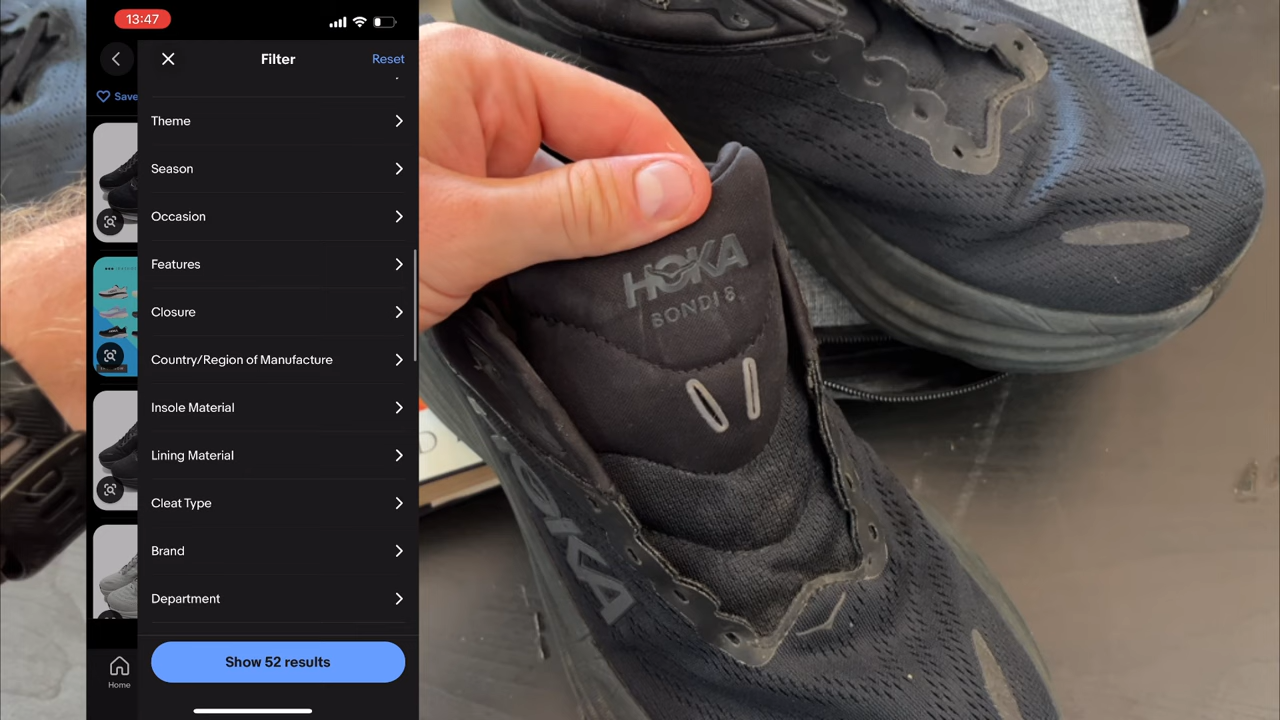 13:47
Filter
Reset
Save
Theme
Season
Occasion
Features
Closure
Country/Region of Manufacture
Insole Material
Lining Material
Cleat Type
Brand
Department
Show 52 results
Home
HOKA
BONDI 8
HOKA